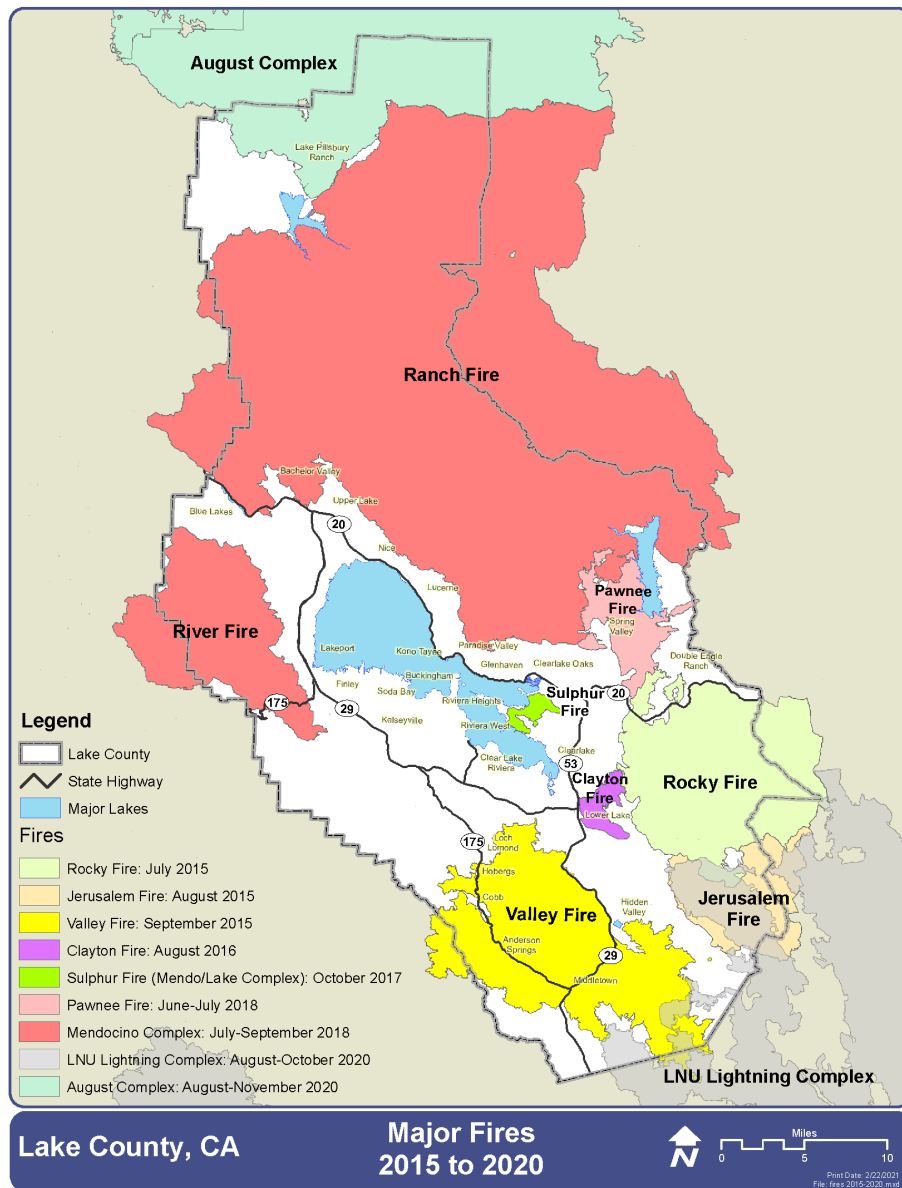 August Complex
Lake Pillsbury
Ranch
Ranch Fire
Bachelor Valley
Upper Lake
Blue Lakes
20
Nice
Lucerne
Pawnee
Fire
Spring
Valley
River Fire
Lakeport
Kono Tayee
Paradise Valley
Glenhaven
Clearlake Oaks
Double Eagle
Ranch
Buckingham
Finley
Soda Bay
Riviera Heights
Sulphur
Fire
20
175
29
Kelseyville
Riviera West
Clear Lake
Riviera
Clearlake
53
Clayton
Fire
Rocky Fire
Lower Lake
175
Loch
Lomond
Hobergs
Cobb
Valley Fire
Hidden
Valley
Jerusalem
Fire
Anderson
Springs
29
Middletown
LNU Lightning Complex
Legend
Lake County
State Highway
Major Lakes
Fires
Rocky Fire: July 2015
Jerusalem Fire: August 2015
Valley Fire: September 2015
Clayton Fire: August 2016
Sulphur Fire (Mendo/Lake Complex): October 2017
Pawnee Fire: June-July 2018
Mendocino Complex: July-September 2018
LNU Lightning Complex: August-October 2020
August Complex: August-November 2020
Lake County, CA
Major Fires
2015 to 2020
N
Miles
0 5 10
Print Date: 2/22/2021
File: fires 2015-2020.mxd